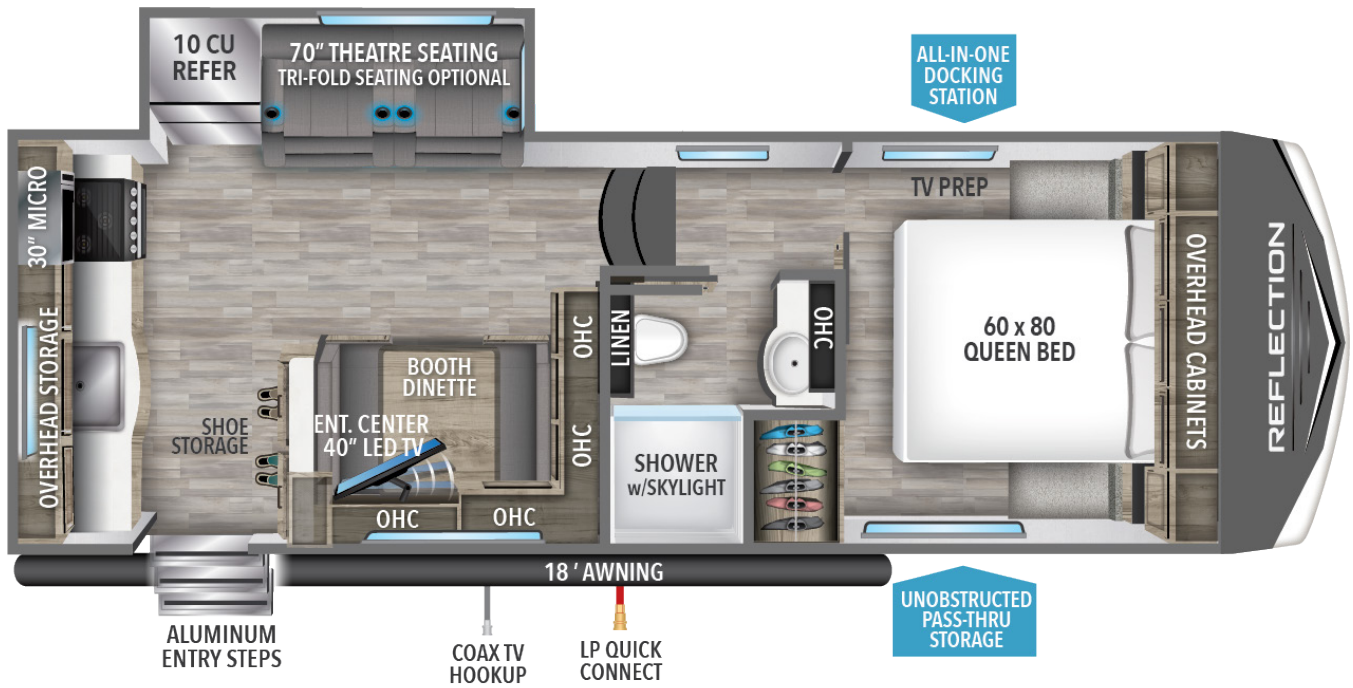 10 CU
REFER
70" THEATRE SEATING
TRI-FOLD SEATING OPTIONAL
ALL-IN-ONE
DOCKING
STATION
30" MICRO
TV PREP
OVERHEAD STORAGE
SHOE
STORAGE
BOOTH
DINETTE
ENT. CENTER
40" LED TV
OHC
OHC
OHC
OHC
LINEN
OHC
SHOWER
w/SKYLIGHT
60 x 80
QUEEN BED
OVERHEAD CABINETS
REFLECTION
18 ' AWNING
ALUMINUM
ENTRY STEPS
COAX TV
HOOKUP
LP QUICK
CONNECT
UNOBSTRUCTED
PASS-THRU
STORAGE